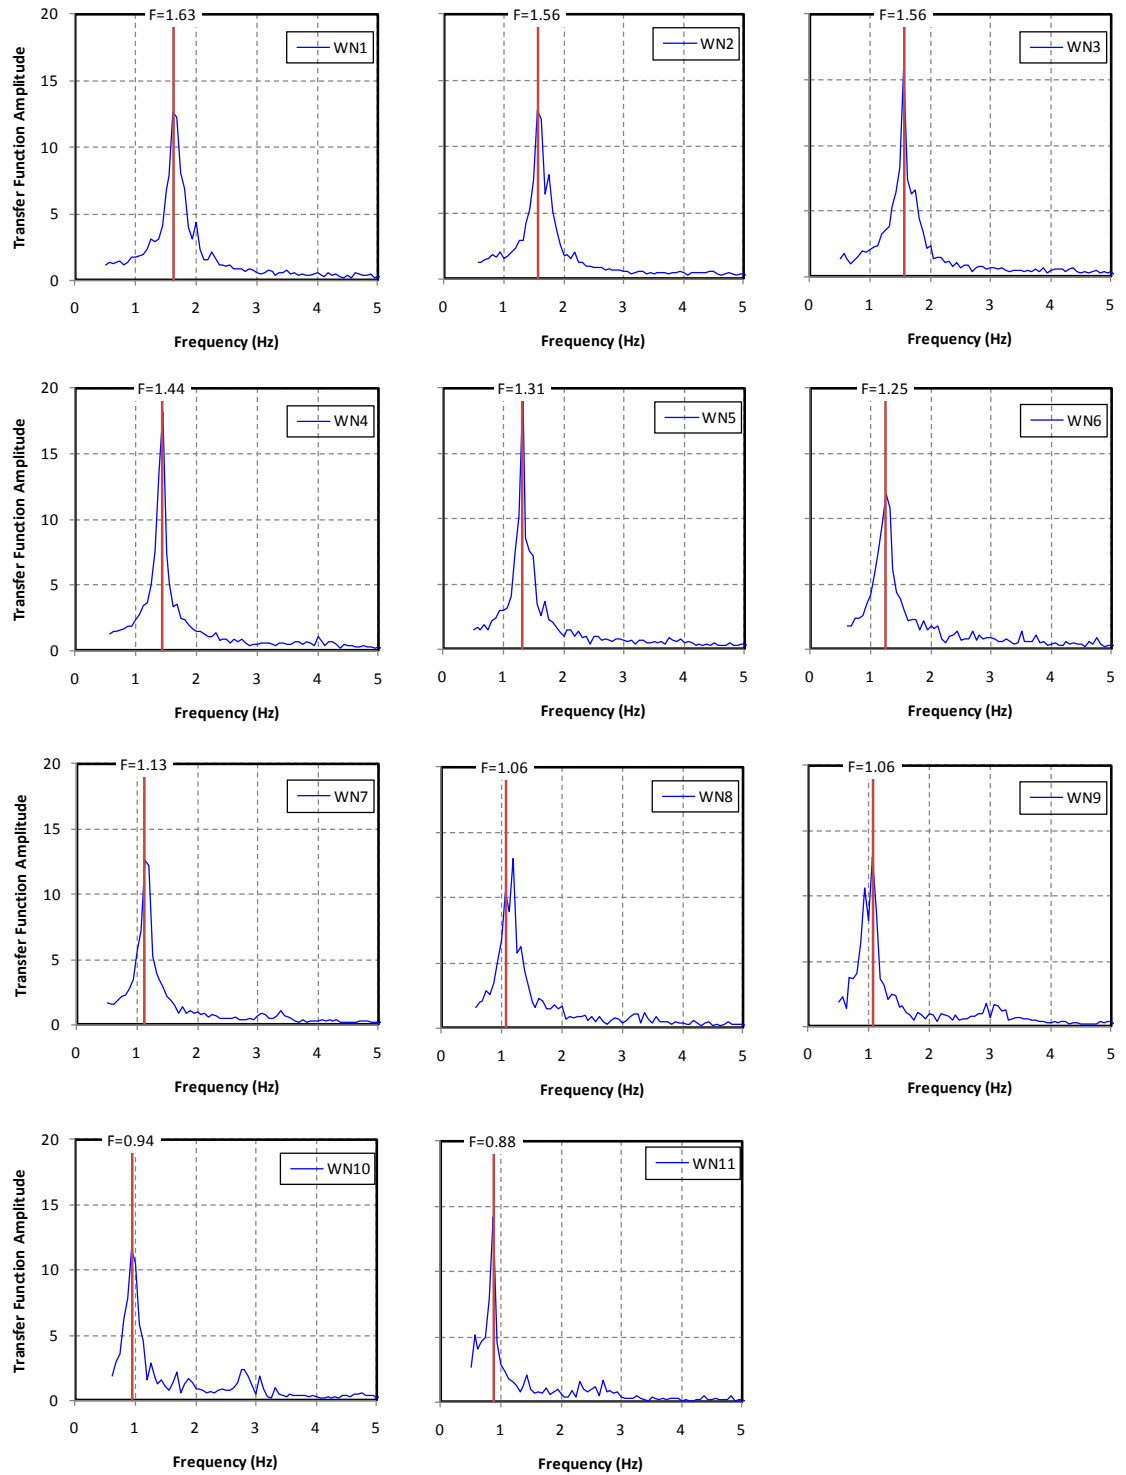 F=1.63
F=1.56
F=1.56
20
15
10
5
0
Transfer Function Amplitude
WN1
WN2
WN3
0 1 2 3 4 5
0 1 2 3 4 5
0 1 2 3 4 5
Frequency (Hz)
Frequency (Hz)
Frequency (Hz)
F=1.44
F=1.31
F=1.25
20
15
10
5
0
Transfer Function Amplitude
WN4
WN5
WN6
0 1 2 3 4 5
0 1 2 3 4 5
0 1 2 3 4 5
Frequency (Hz)
Frequency (Hz)
Frequency (Hz)
F=1.13
F=1.06
F=1.06
20
15
10
5
0
Transfer Function Amplitude
WN7
WN8
WN9
0 1 2 3 4 5
0 1 2 3 4 5
0 1 2 3 4 5
Frequency (Hz)
Frequency (Hz)
Frequency (Hz)
F=0.94
F=0.88
20
15
10
5
0
Transfer Function Amplitude
WN10
WN11
0 1 2 3 4 5
0 1 2 3 4 5
Frequency (Hz)
Frequency (Hz)